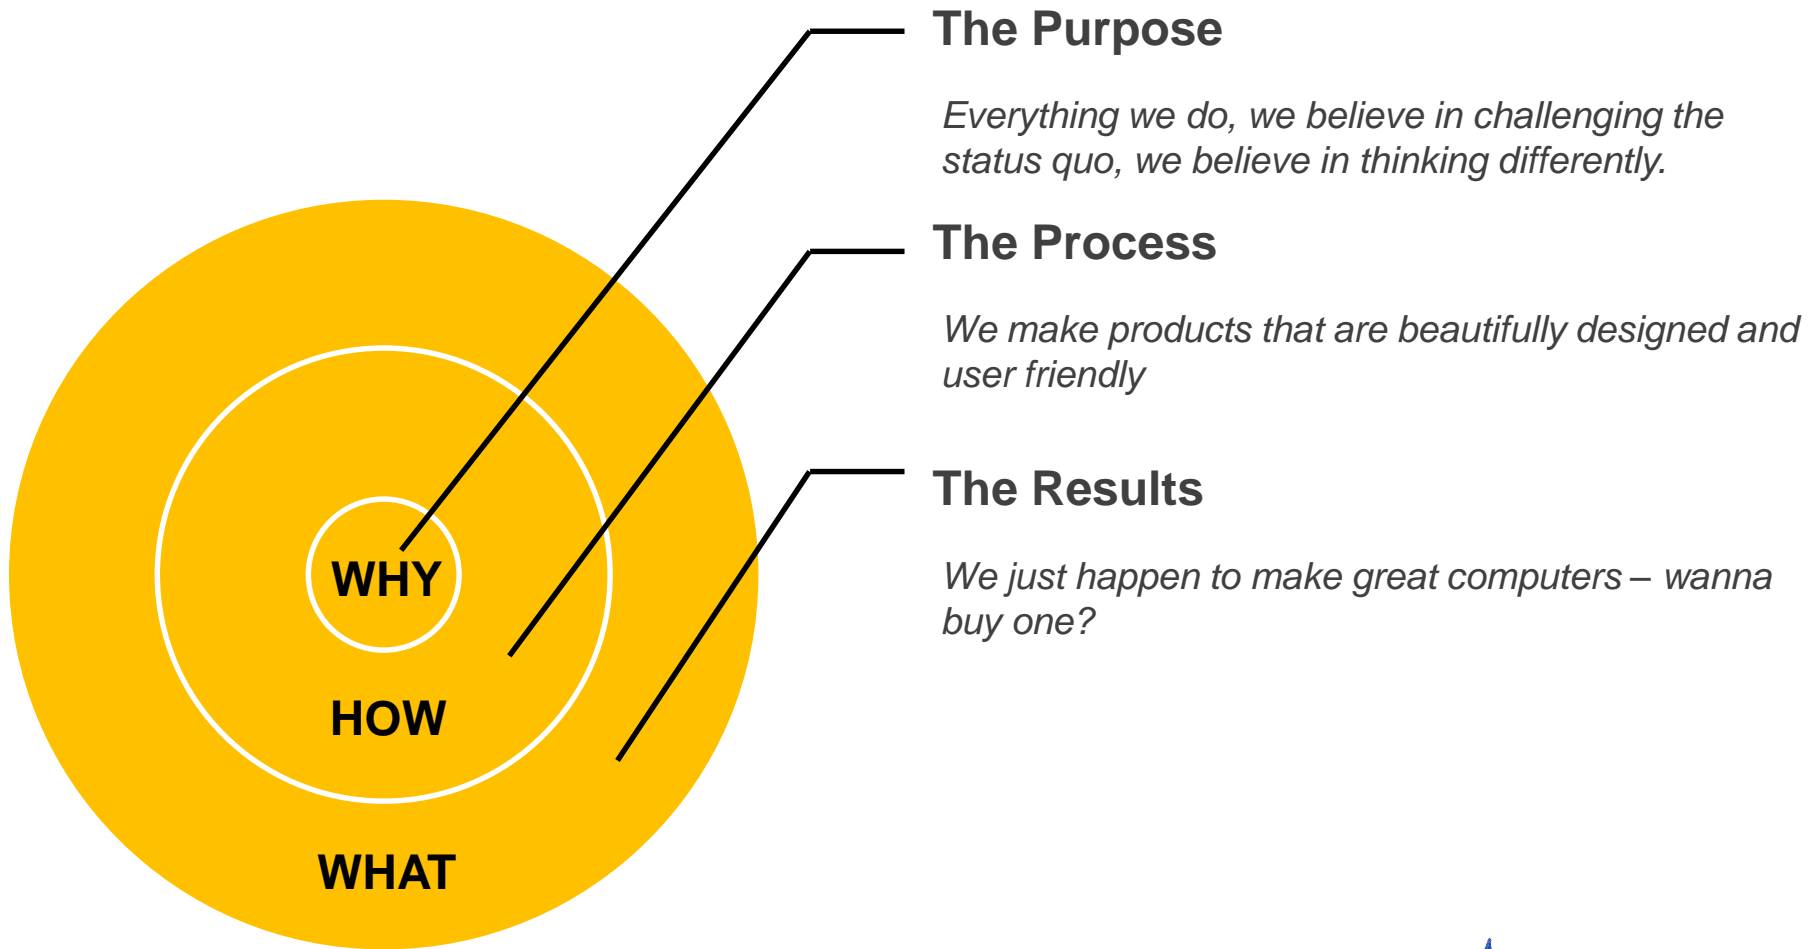 The Purpose
Everything we do, we believe in challenging the
status quo, we believe in thinking differently.
The Process
We make products that are beautifully designed and
user friendly
The Results
We just happen to make great computers – wanna
buy one?
WHY
HOW
WHAT